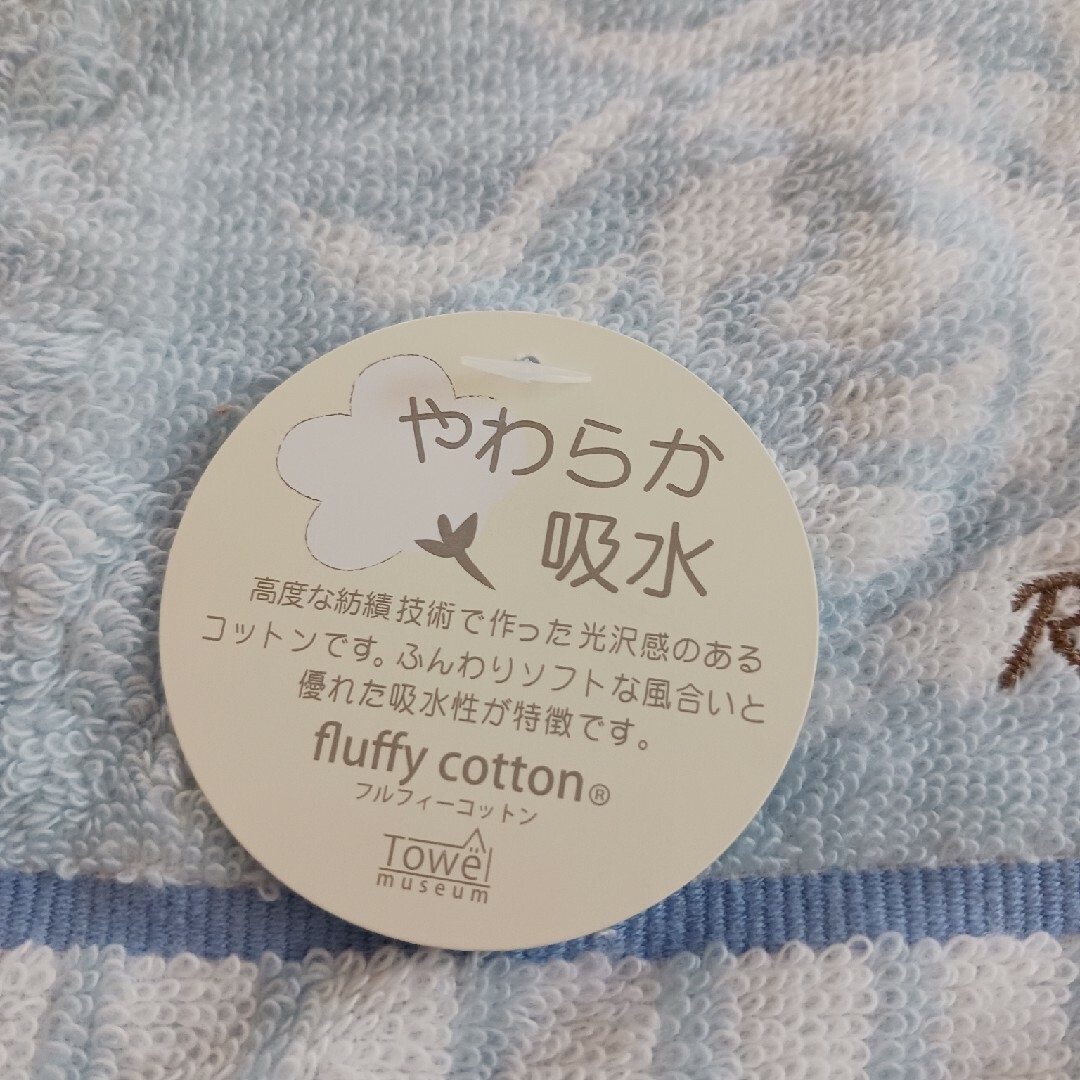 やわらか
吸水
高度な紡績技術で作った光沢感のある
コットンです。ふんわりソフトな風合いと
優れた吸水性が特徴です。
fluffy cotton®
フルフィーコットン
Towël
museum
R